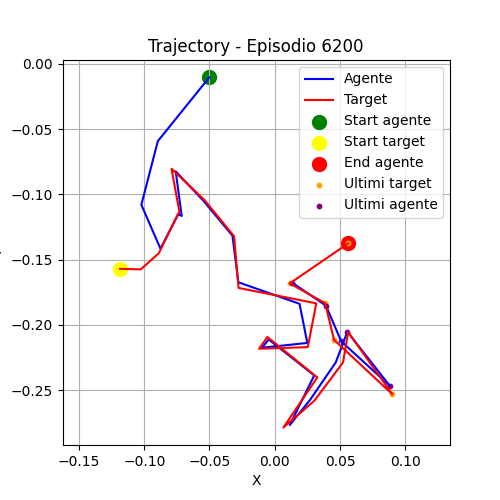 Trajectory - Episodio 6200
0.00
−0.05
−0.10
−0.15
−0.20
−0.25
−0.15
−0.10
−0.05
0.00
0.05
0.10
X
Agente
Target
Start agente
Start target
End agente
Ultimi target
Ultimi agente